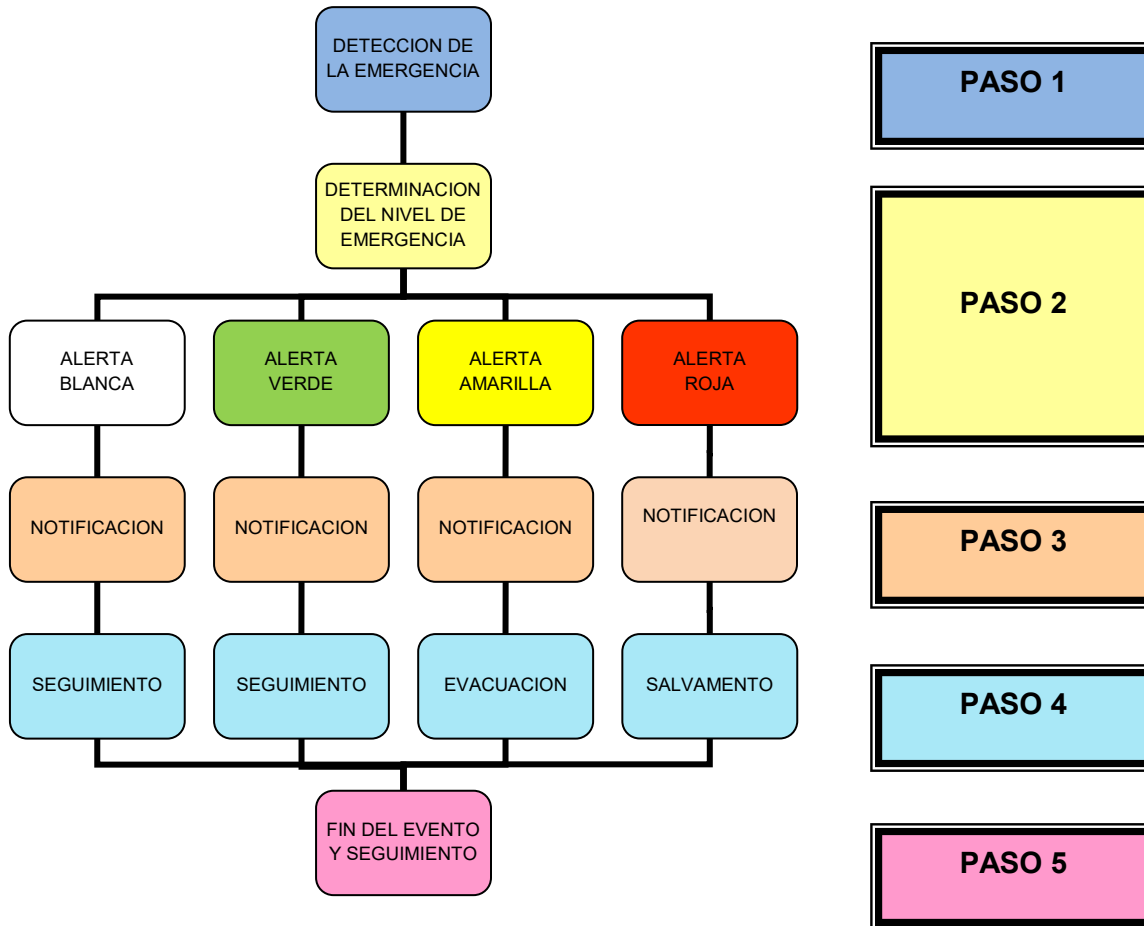 DETECCION DE
LA EMERGENCIA
PASO 1
DETERMINACION
DEL NIVEL DE
EMERGENCIA
PASO 2
ALERTA
BLANCA
ALERTA
VERDE
ALERTA
AMARILLA
ALERTA
ROJA
NOTIFICACION
NOTIFICACION
NOTIFICACION
NOTIFICACION
PASO 3
SEGUIMIENTO
SEGUIMIENTO
EVACUACION
SALVAMENTO
PASO 4
FIN DEL EVENTO
Y SEGUIMIENTO
PASO 5